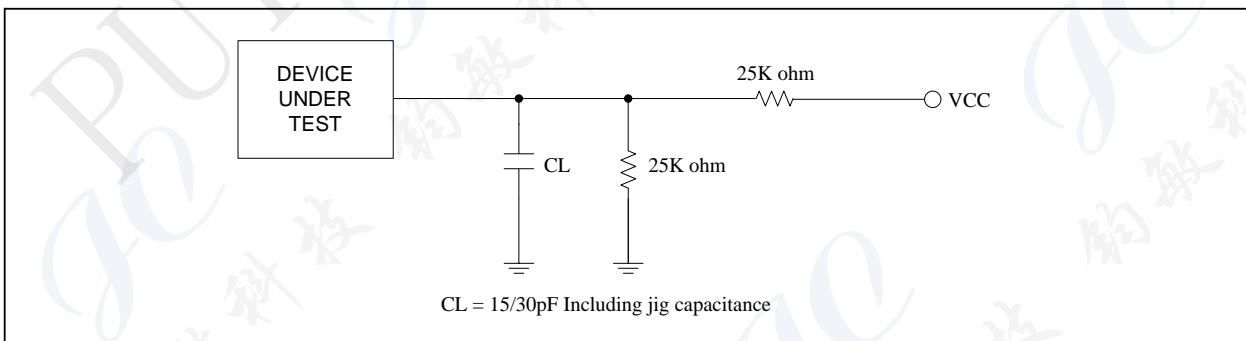 DEVICE
UNDER
TEST
25K ohm
VCC
CL
25K ohm
CL = 15/30pF Including jig capacitance